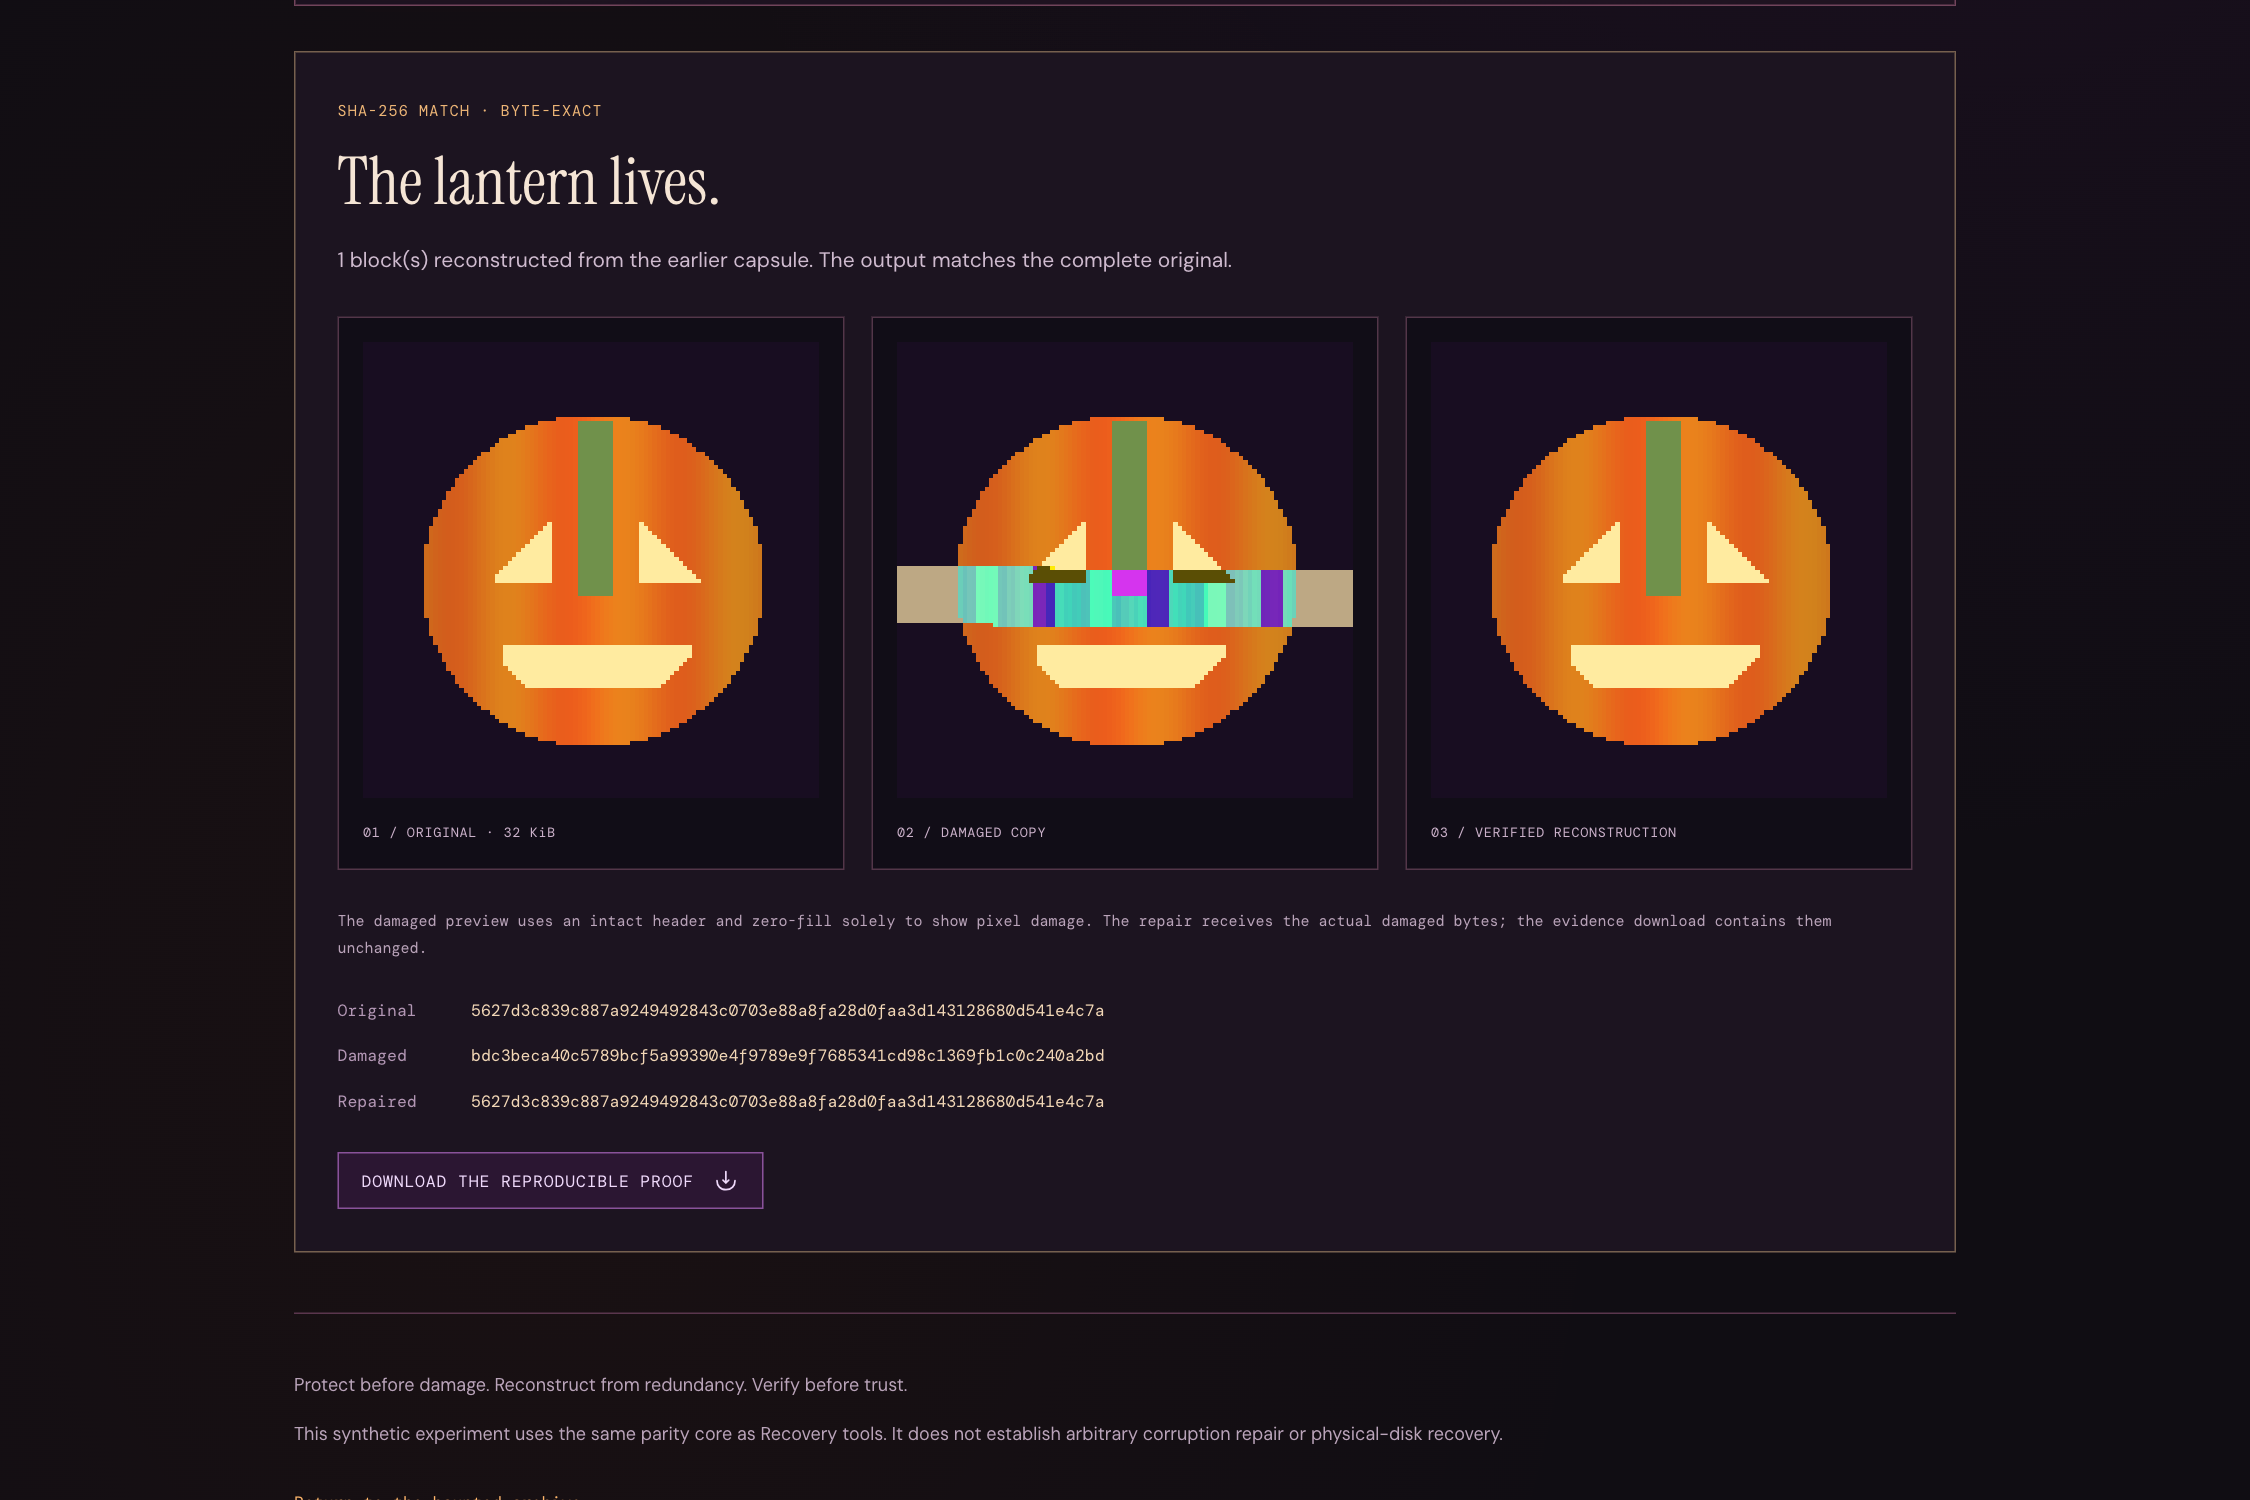 SHA-256 MATCH · BYTE-EXACT
The lantern lives.
1 block(s) reconstructed from the earlier capsule. The output matches the complete original.
01 / ORIGINAL · 32 KiB
02 / DAMAGED COPY
03 / VERIFIED RECONSTRUCTION
The damaged preview uses an intact header and zero-fill solely to show pixel damage. The repair receives the actual damaged bytes; the evidence download contains them
unchanged.
Original 5627d3c839c887a9249492843c0703e88a8fa28d0faa3d143128680d541e4c7a
Damaged bdc3beca40c5789bcf5a99390e4f9789e9f7685341cd98c1369fb1c0c240a2bd
Repaired 5627d3c839c887a9249492843c0703e88a8fa28d0faa3d143128680d541e4c7a
DOWNLOAD THE REPRODUCIBLE PROOF
Protect before damage. Reconstruct from redundancy. Verify before trust.
This synthetic experiment uses the same parity core as Recovery tools. It does not establish arbitrary corruption repair or physical-disk recovery.